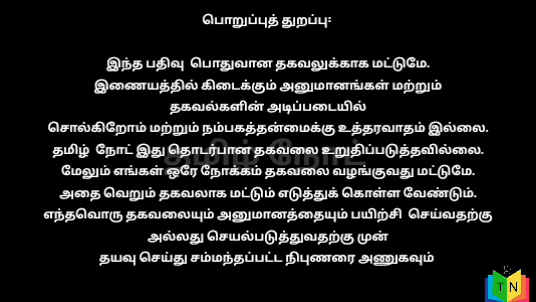 பொறுப்புத் துறப்பு:
இந்த பதிவு பொதுவான தகவலுக்காக மட்டுமே.
இணையத்தில் கிடைக்கும் அனுமானங்கள் மற்றும்
தகவல்களின் அடிப்படையில்
சொல்கிறோம் மற்றும் நம்பகத்தன்மைக்கு உத்தரவாதம் இல்லை.
தமிழ் நோட் இது தொடர்பான தகவலை உறுதிப்படுத்தவில்லை.
தமிழ் நோட்
மேலும் எங்கள் ஒரே நோக்கம் தகவலை வழங்குவது மட்டுமே.
அதை வெறும் தகவலாக மட்டும் எடுத்துக் கொள்ள வேண்டும்.
எந்தவொரு தகவலையும் அனுமானத்தையும் பயிற்சி செய்வதற்கு
அல்லது செயல்படுத்துவதற்கு முன்
தயவு செய்து சம்மந்தப்பட்ட நிபுணரை அணுகவும்
TN